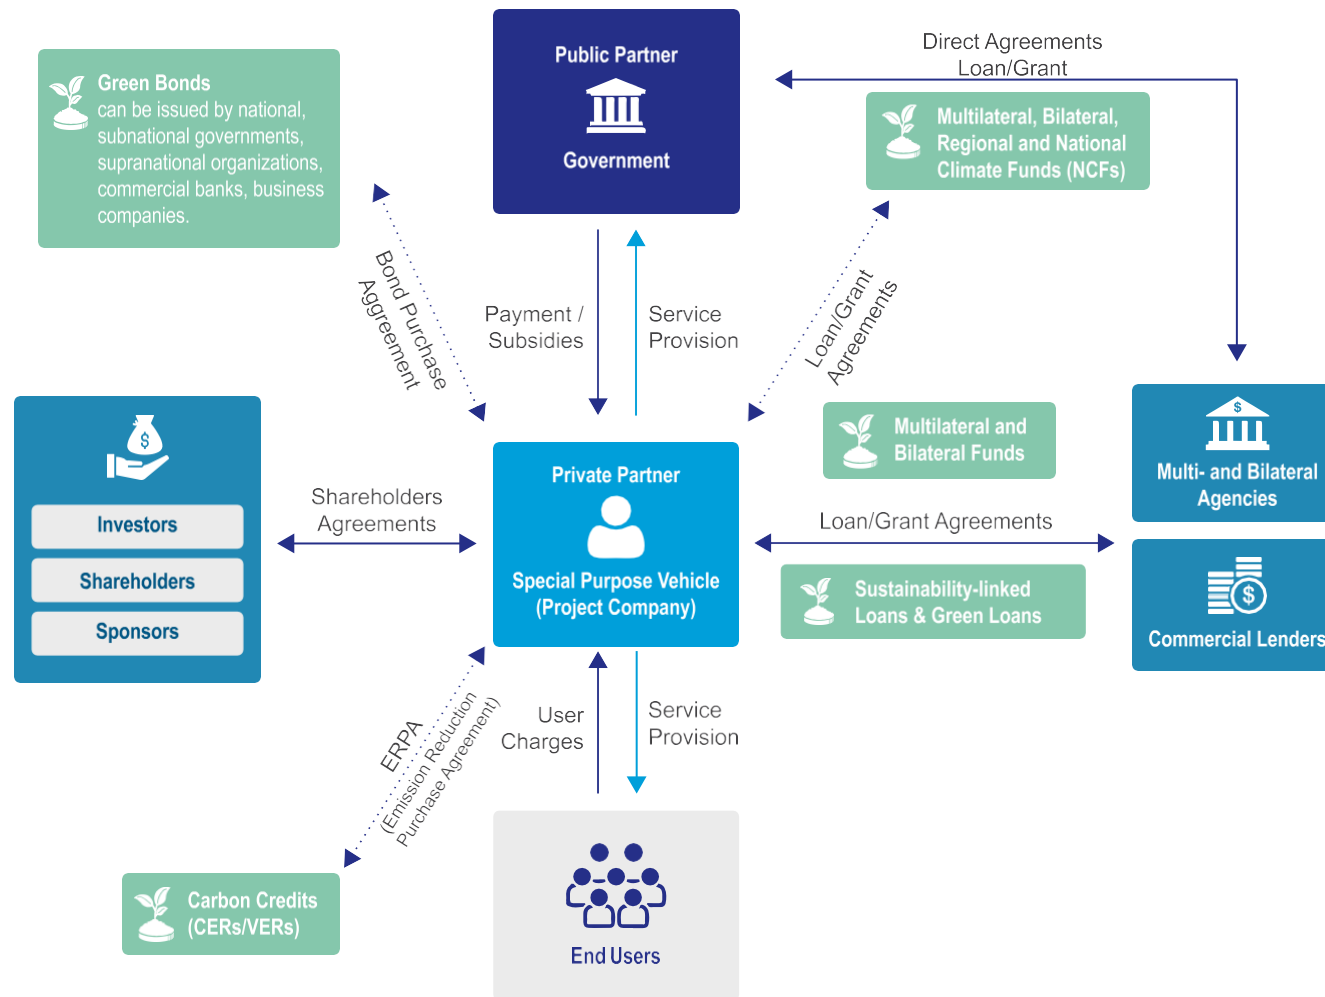 Public Partner
Government
Direct Agreements
Loan/Grant
Green Bonds
can be issued by national,
subnational governments,
supranational organizations,
commercial banks, business
companies.
Multilateral, Bilateral,
Regional and National
Climate Funds (NCFs)
Bond Purchase
Aggreement
Payment /
Subsidies
Service
Provision
Loan/Grant
Agreements
Multilateral and
Bilateral Funds
Multi- and Bilateral
Agencies
Investors
Shareholders
Sponsors
Shareholders
Agreements
Private Partner
Special Purpose Vehicle
(Project Company)
Loan/Grant Agreements
Sustainability-linked
Loans & Green Loans
$
$
$
Commercial Lenders
ERPA
(Emission Reduction
Purchase Agreement)
User
Charges
Service
Provision
Carbon Credits
(CERs/VERs)
End Users